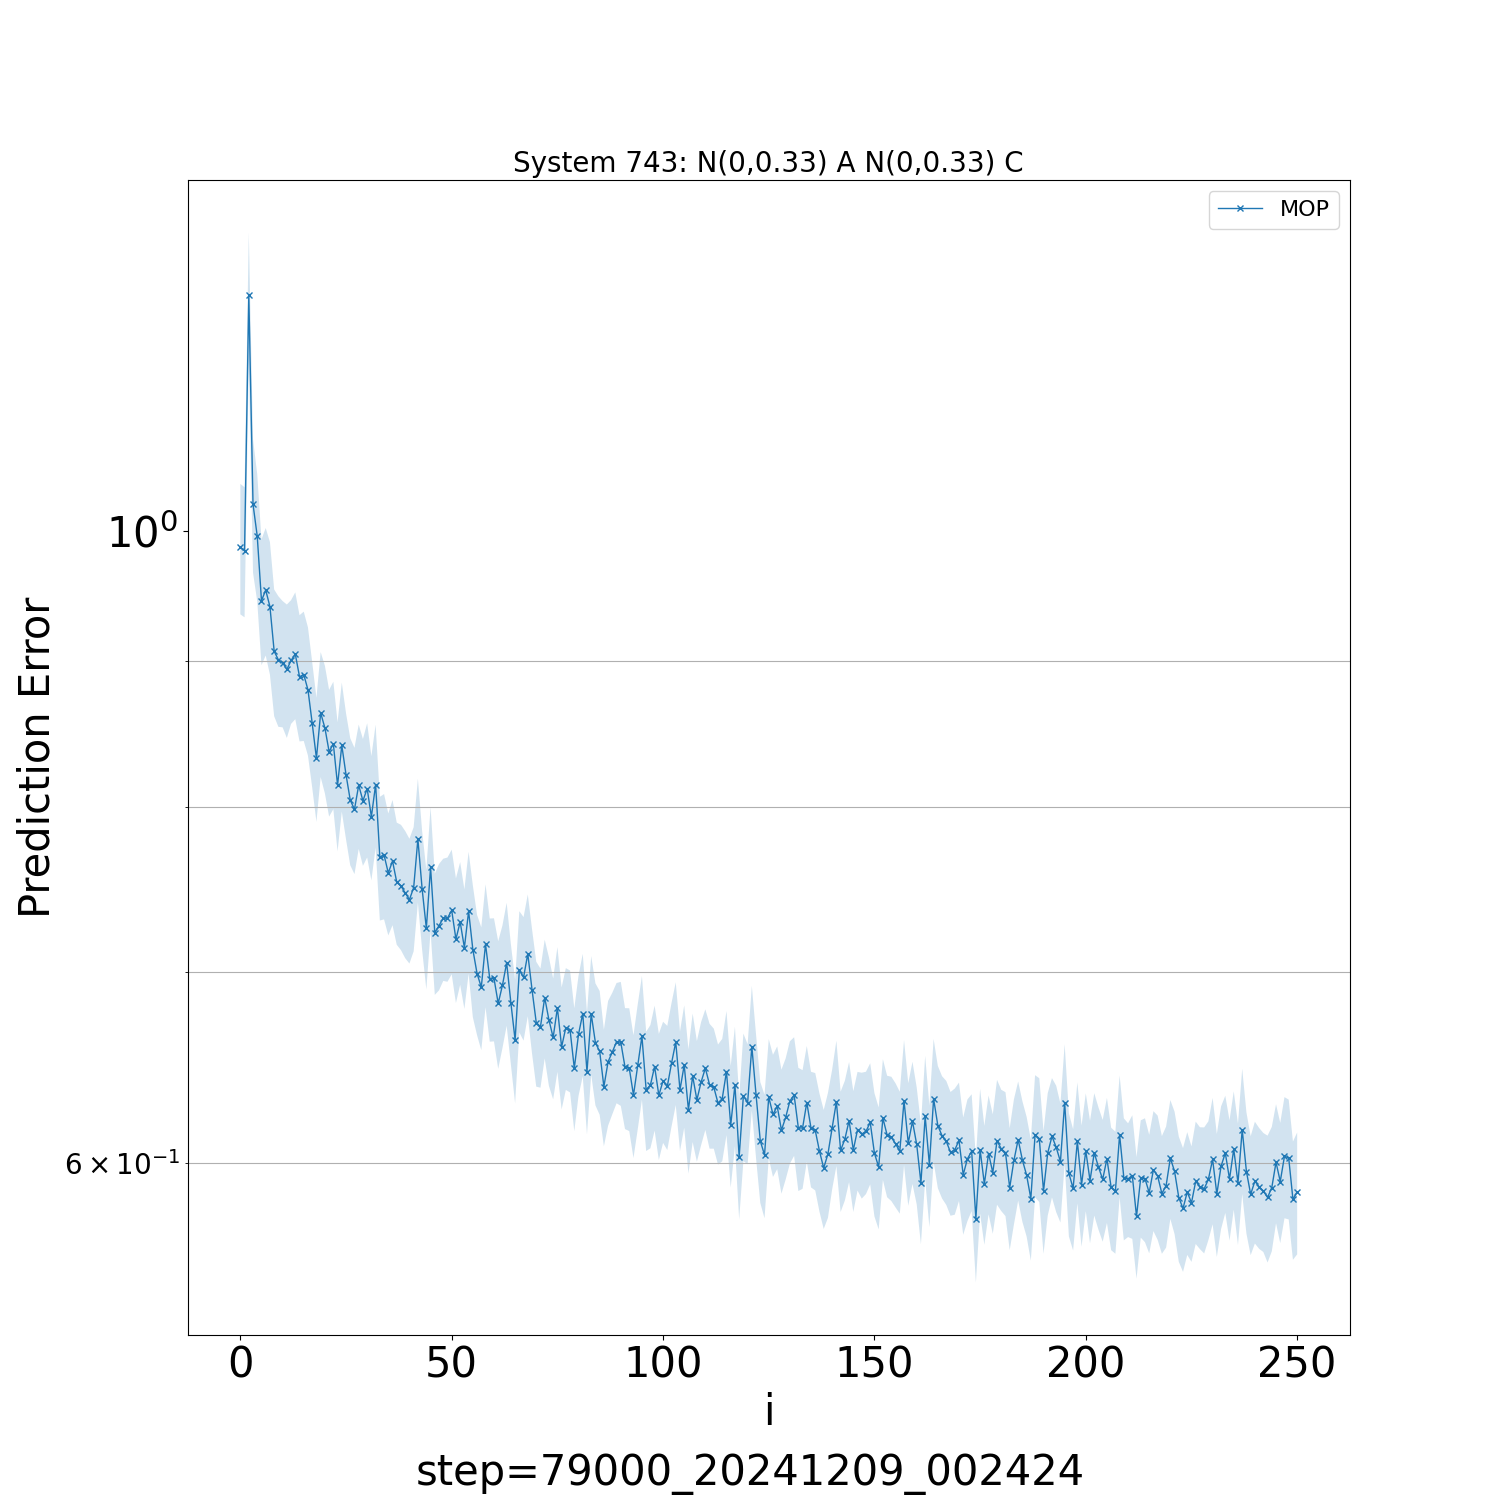 System 743: N(0,0.33) A N(0,0.33) C
MOP
10⁰
6 × 10⁻¹
Prediction Error
0 50 100 150 200 250
i
step=79000_20241209_002424